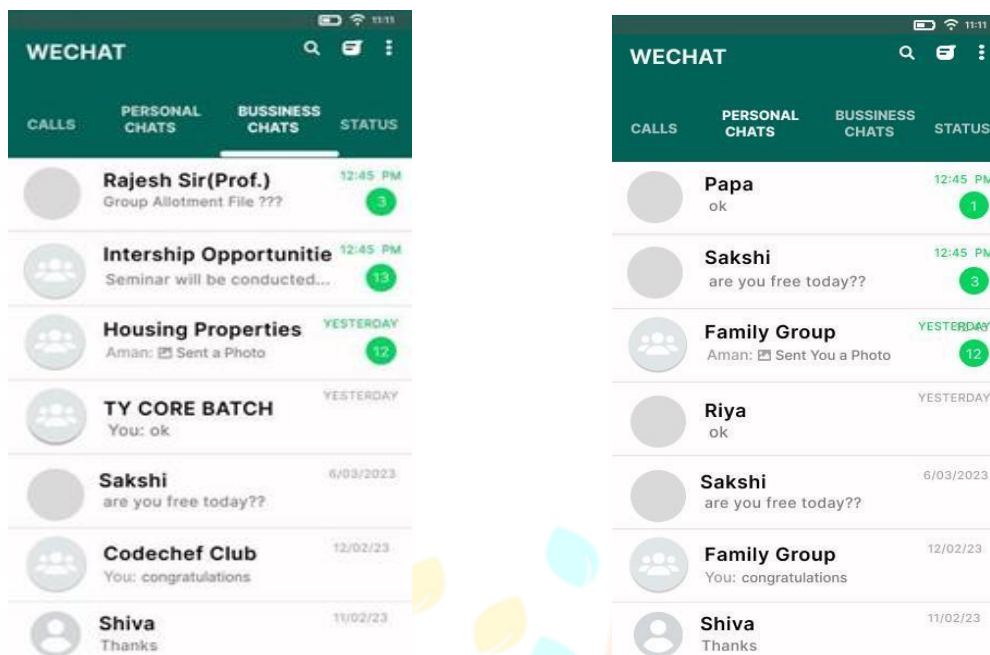 11:11
WECHAT
CALLS PERSONAL CHATS BUSSINESS CHATS STATUS
Rajesh Sir(Prof.) 12:45 PM
Group Allotment File ??? 3
Intership Opportunitie 12:45 PM
Seminar will be conducted... 13
Housing Properties YESTERDAY
Aman: Sent a Photo 12
TY CORE BATCH YESTERDAY
You: ok
Sakshi 6/03/2023
are you free today??
Codechef Club 12/02/23
You: congratulations
Shiva 11/02/23
Thanks
11:11
WECHAT
CALLS PERSONAL CHATS BUSSINESS CHATS STATUS
Papa 12:45 PM
ok 1
Sakshi 12:45 PM
are you free today?? 3
Family Group YESTERDAY
Aman: Sent You a Photo 12
Riya YESTERDAY
ok
Sakshi 6/03/2023
are you free today??
Family Group 12/02/23
You: congratulations
Shiva 11/02/23
Thanks